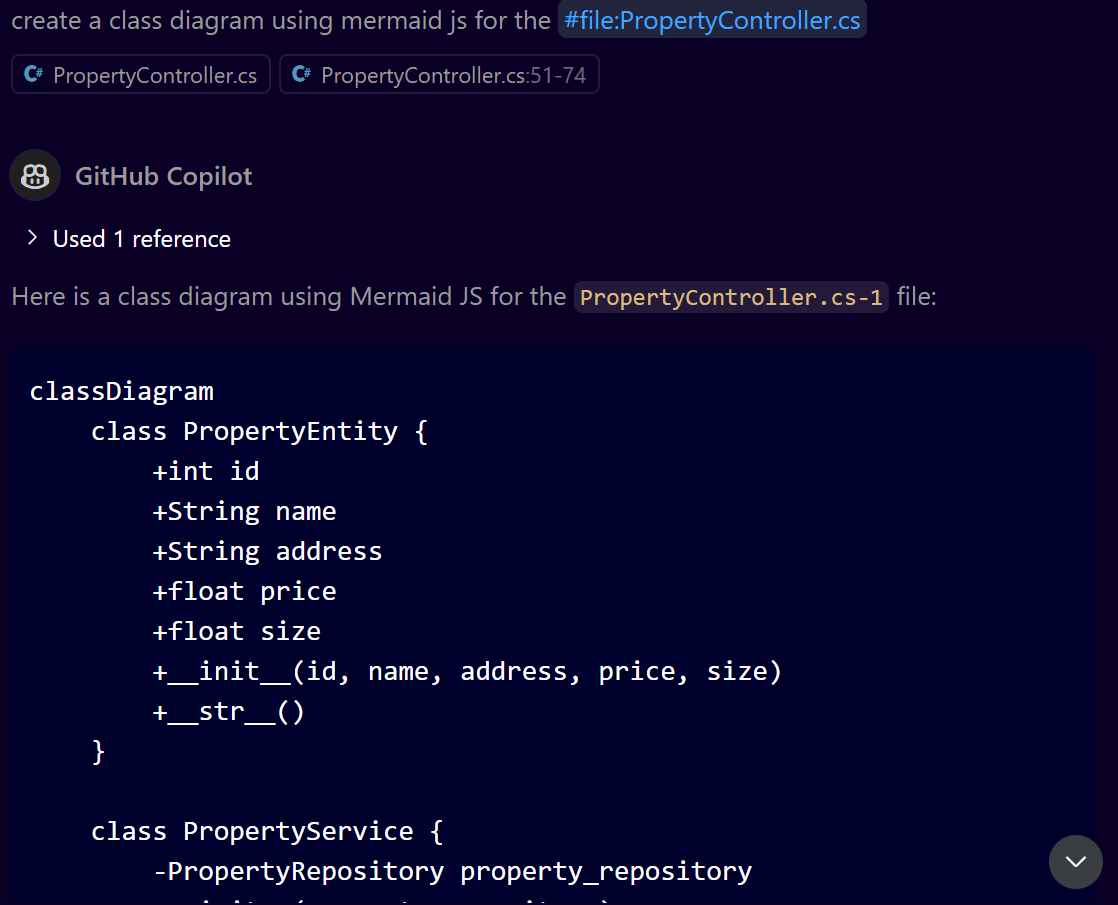 create a class diagram using mermaid js for the #file:PropertyController.cs
C# PropertyController.cs C# PropertyController.cs:51-74
GitHub Copilot
Used 1 reference
Here is a class diagram using Mermaid JS for the PropertyController.cs-1 file:
classDiagram
    class PropertyEntity {
        +int id
        +String name
        +String address
        +float price
        +float size
        +__init__(id, name, address, price, size)
        +__str__()
    }
    class PropertyService {
        -PropertyRepository property_repository